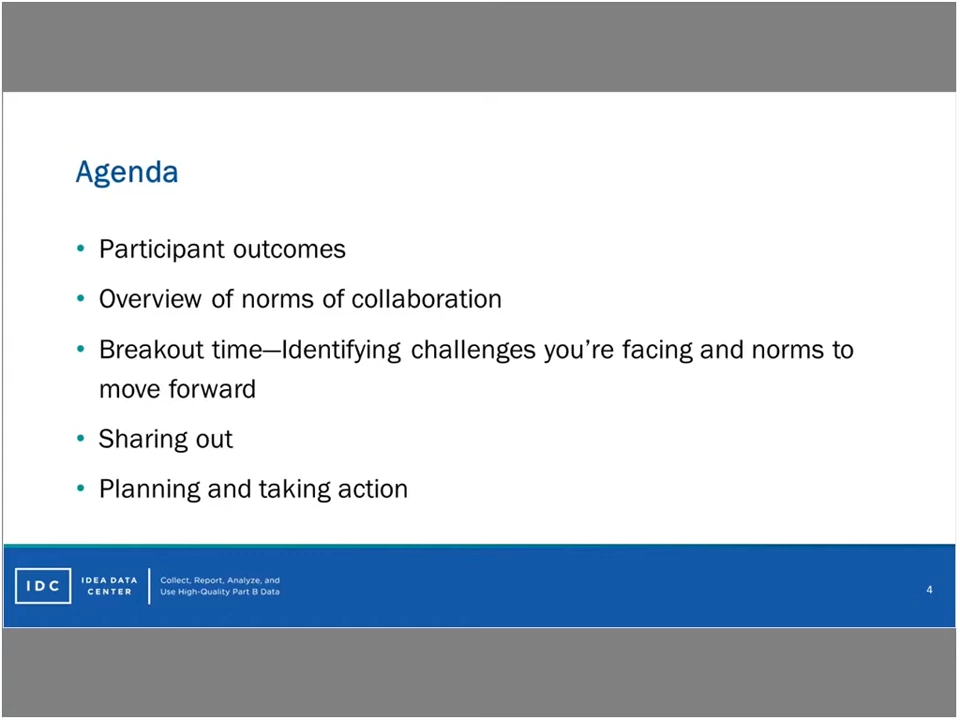 Agenda
• Participant outcomes
• Overview of norms of collaboration
• Breakout time—Identifying challenges you’re facing and norms to
move forward
• Sharing out
• Planning and taking action
IDC
IDEA DATA
CENTER
Collect, Report, Analyze, and
Use High-Quality Part B Data
4